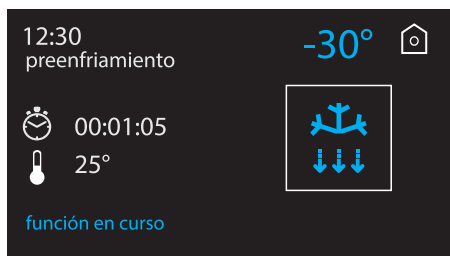 12:30
-30°
preenfriamiento
00:01:05
25°
función en curso